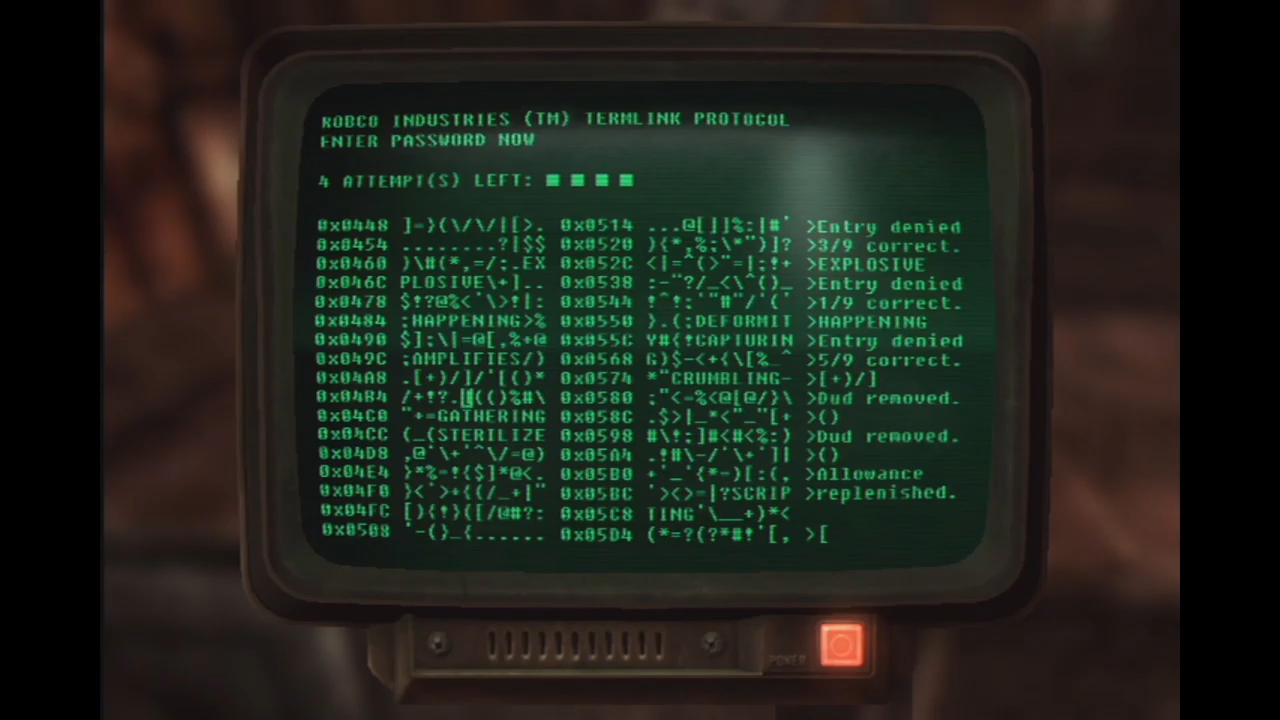 ROBCO INDUSTRIES (TM) TERMLINK PROTOCOL
ENTER PASSWORD NOW
4 ATTEMPT(S) LEFT: ■ ■ ■ ■
0x0448 ]=}(\/\/|[>. 0x0514 ...@[]]%:|#' >Entry denied
0x0454 ........?|$$ 0x0520 ){*,%;\*")]? >3/9 correct.
0x0460 )\#(*,=/;.EX 0x052C <|=^(>"=|;!+ >EXPLOSIVE
0x046C PLOSIVE\+].. 0x0538 :-"?/_<\^()_ >Entry denied
0x0478 $!?@%<'\>!|: 0x0544 !^!:'"#"/'(' >1/9 correct.
0x0484 ;HAPPENING>% 0x0550 }.(;DEFORMIT >HAPPENING
0x0490 $];\|=@[,%+@ 0x055C Y#{!CAPTURIN >Entry denied
0x049C ;AMPLIFIES/) 0x0568 G)$-<+{\[%_^ >5/9 correct.
0x04A8 .[+)/]/'[()* 0x0574 *"CRUMBLING- >[+)/]
0x04B4 /+!?.[(()%#\ 0x0580 ;"<=%<@[@/}\ >Dud removed.
0x04C0 "+=GATHERING 0x058C .$>|_*<"_"[+ >()
0x04CC (_(STERILIZE 0x0598 #\!;]#<#<%:) >Dud removed.
0x04D8 ,@'\+'^\/=@) 0x05A4 .!#\-/'\+']| >()
0x04E4 }*%=!{$]*@<. 0x05B0 +'_'{*-)[:(, >Allowance
0x04F0 }<'>+{(/_+|" 0x05BC '><>=|?SCRIP >replenished.
0x04FC [){!}([/@#?: 0x05C8 TING'\__+)*<
0x0508 '-(}_{...... 0x05D4 (*=?(?*#!'[, >[